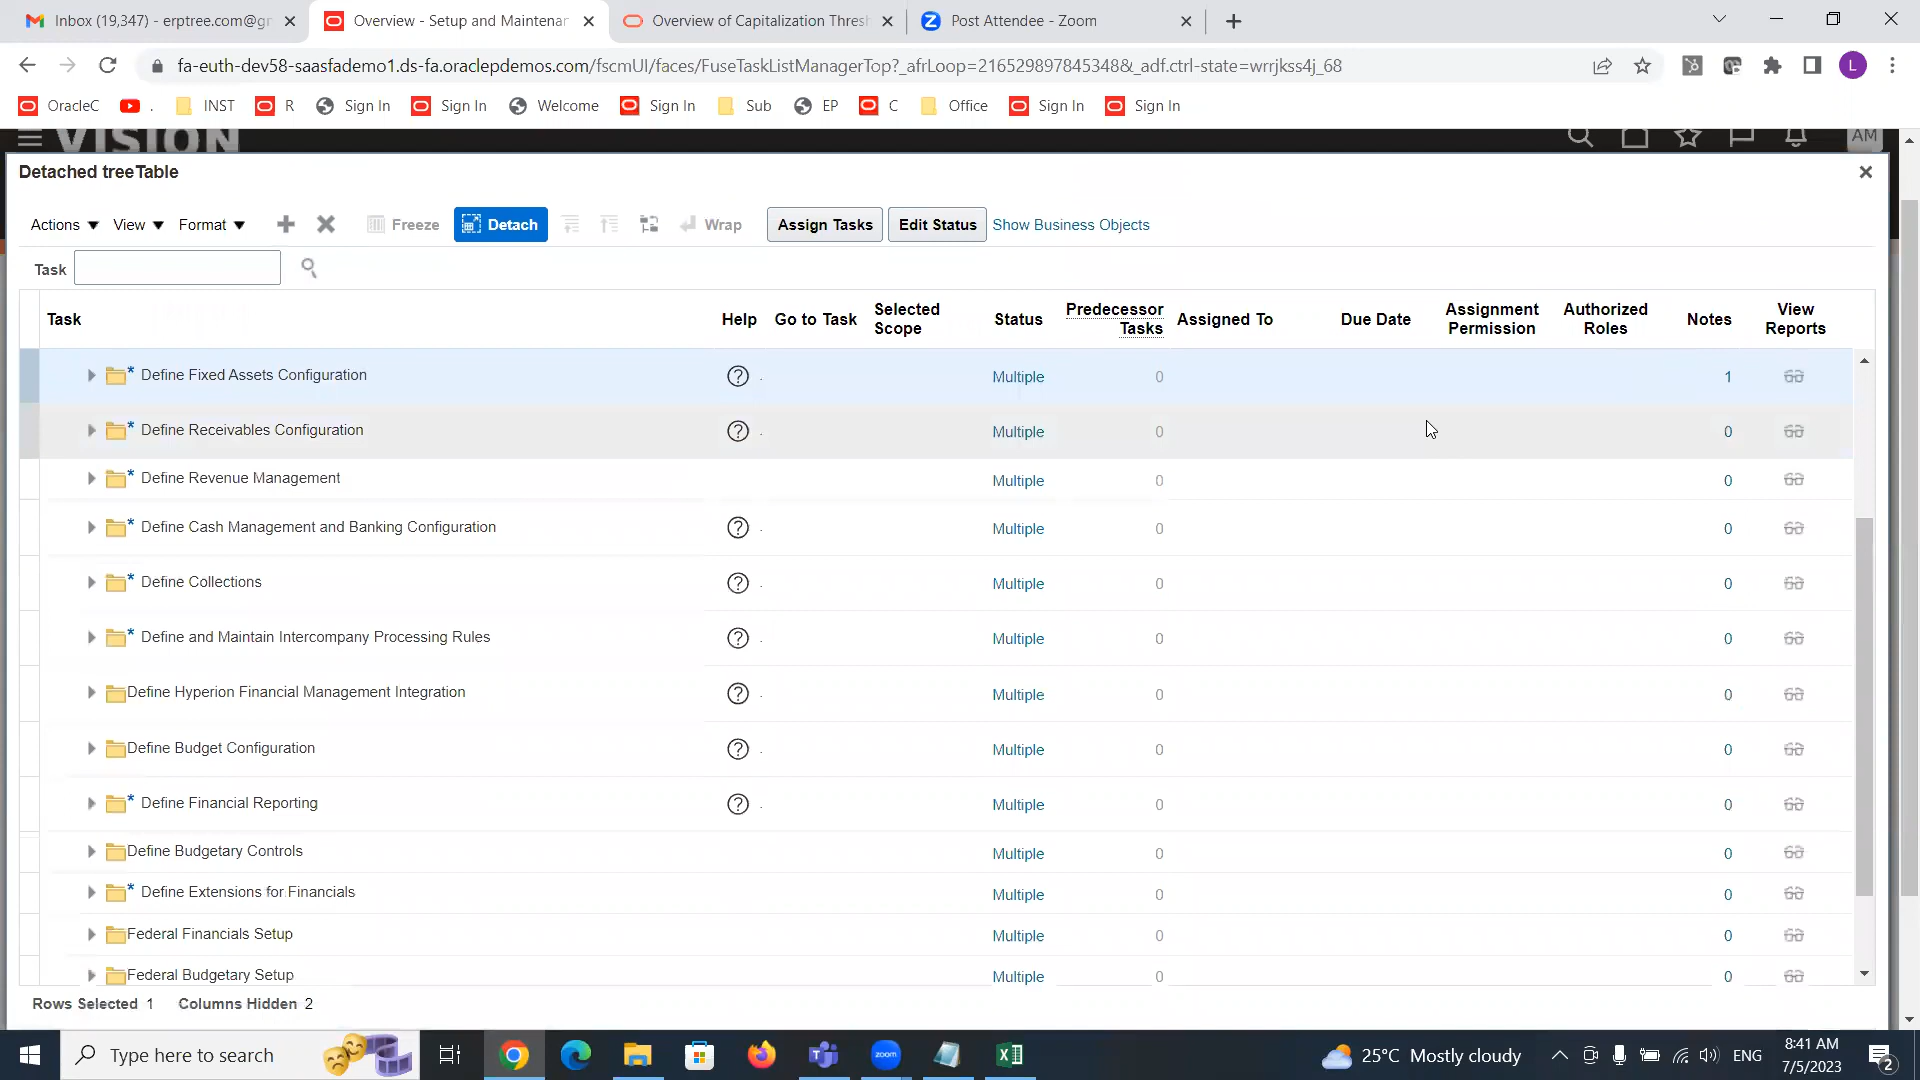 Inbox (19,347) - erptree.com@gm
Overview - Setup and Maintenan
Overview of Capitalization Thresh
Post Attendee - Zoom
fa-euth-dev58-saasfademo1.ds-fa.oraclepdemos.com/fscmUI/faces/FuseTaskListManagerTop?_afrLoop=216529897845348&_adf.ctrl-state=wrrjkss4j_68
L
OracleC . INST R Sign In Sign In Welcome Sign In Sub EP C Office Sign In Sign In
VISION AM
Detached treeTable
Actions View Format Freeze Detach Wrap Assign Tasks Edit Status Show Business Objects
Task
Task Help Go to Task Selected Scope Status Predecessor Tasks Assigned To Due Date Assignment Permission Authorized Roles Notes View Reports
* Define Fixed Assets Configuration ? . Multiple 0 1
* Define Receivables Configuration ? . Multiple 0 0
* Define Revenue Management Multiple 0 0
* Define Cash Management and Banking Configuration ? . Multiple 0 0
* Define Collections ? . Multiple 0 0
* Define and Maintain Intercompany Processing Rules ? . Multiple 0 0
Define Hyperion Financial Management Integration ? . Multiple 0 0
Define Budget Configuration ? . Multiple 0 0
* Define Financial Reporting ? . Multiple 0 0
Define Budgetary Controls Multiple 0 0
* Define Extensions for Financials Multiple 0 0
Federal Financials Setup Multiple 0 0
Federal Budgetary Setup Multiple 0 0
Rows Selected 1 Columns Hidden 2
Type here to search
zoom
25°C Mostly cloudy
ENG
8:41 AM
7/5/2023
2